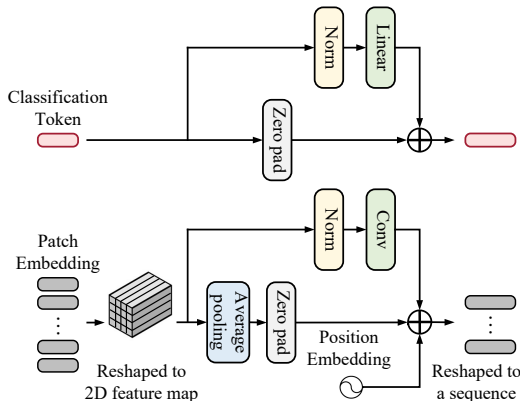 Norm
Linear
Classification
Token
Zero pad
Patch
Embedding
Norm
Conv
Average
pooling
Zero pad
Position
Embedding
Reshaped to
2D feature map
Reshaped to
a sequence